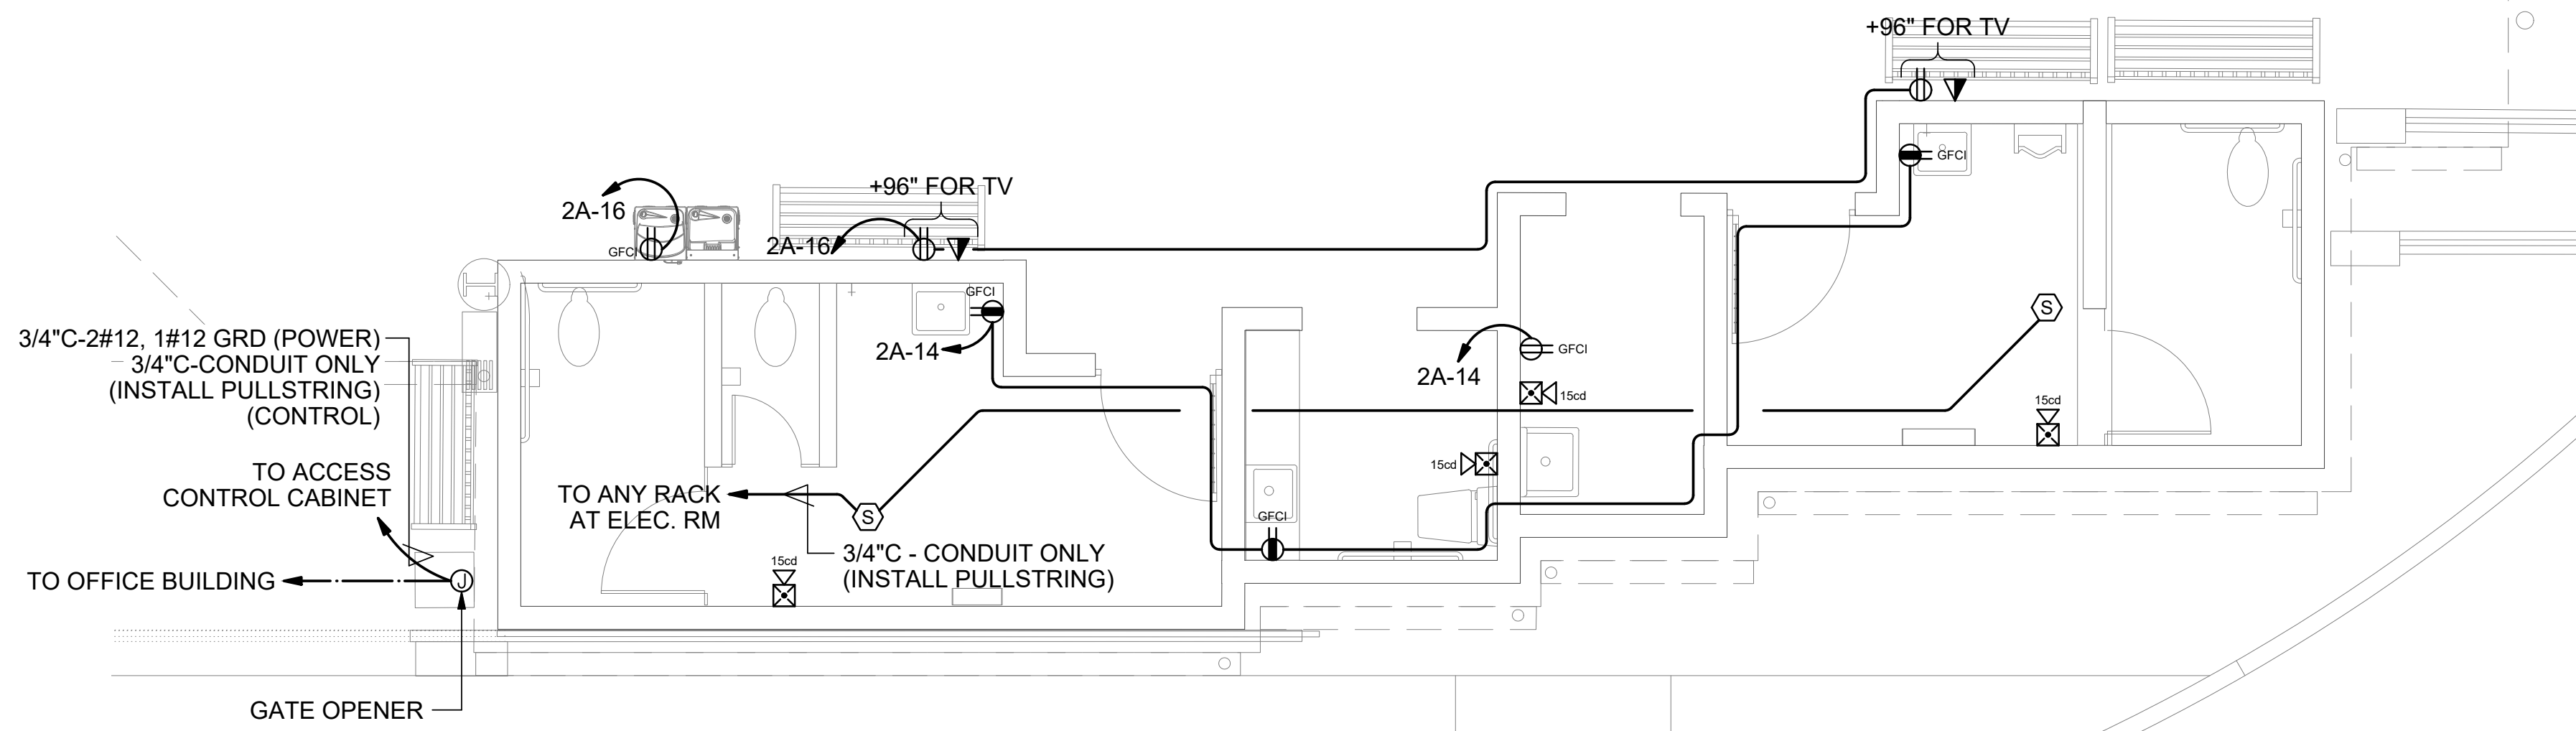 +96" FOR TV
GFCI
+96" FOR TV
2A-16
2A-16
GFCI
GFCI
2A-14
GFCI
2A-14
15cd
S
15cd
15cd
3/4"C-2#12, 1#12 GRD (POWER)
3/4"C-CONDUIT ONLY
(INSTALL PULLSTRING)
(CONTROL)
TO ACCESS
CONTROL CABINET
TO OFFICE BUILDING
J
GATE OPENER
TO ANY RACK
AT ELEC. RM
S
GFCI
3/4"C - CONDUIT ONLY
(INSTALL PULLSTRING)
15cd